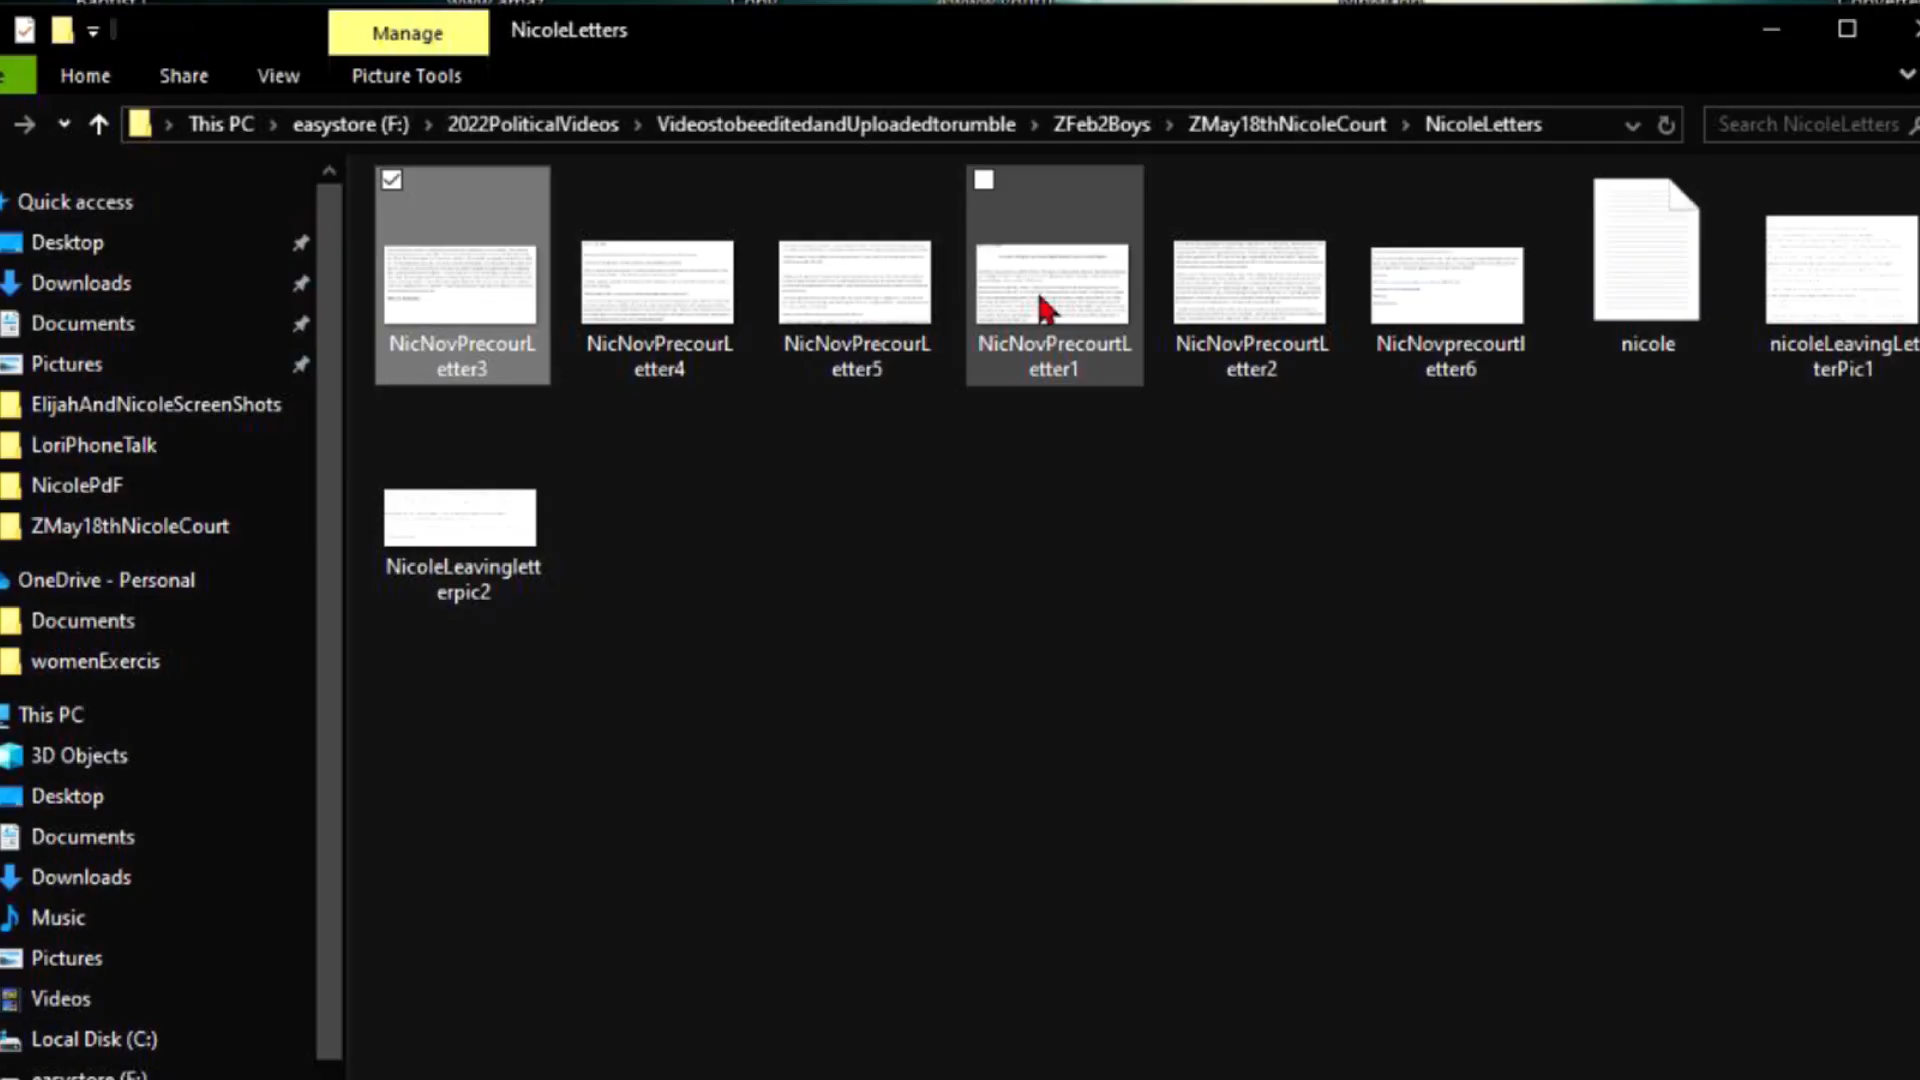 Manage
NicoleLetters
Home
Share
View
Picture Tools
This PC
easystore (F:)
2022PoliticalVideos
VideostobeeditedandUploadedtorumble
ZFeb2Boys
ZMay18thNicoleCourt
NicoleLetters
Search NicoleLetters
Quick access
Desktop
Downloads
Documents
Pictures
ElijahAndNicoleScreenShots
LoriPhoneTalk
NicolePdF
ZMay18thNicoleCourt
OneDrive - Personal
Documents
womenExercis
This PC
3D Objects
Desktop
Documents
Downloads
Music
Pictures
Videos
Local Disk (C:)
easystore (F:)
NicNovPrecourL
etter3
NicNovPrecourL
etter4
NicNovPrecourL
etter5
NicNovPrecourtL
etter1
NicNovPrecourtL
etter2
NicNovprecourtl
etter6
nicole
nicoleLeavingLet
terPic1
NicoleLeavinglett
erpic2